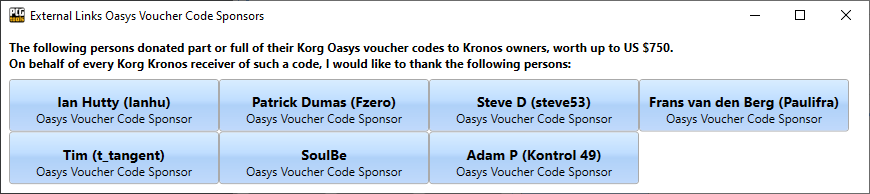 PCG
tools
External Links Oasys Voucher Code Sponsors
The following persons donated part or full of their Korg Oasys voucher codes to Kronos owners, worth up to US $750.
On behalf of every Korg Kronos receiver of such a code, I would like to thank the following persons:
Ian Hutty (Ianhu)
Oasys Voucher Code Sponsor
Patrick Dumas (Fzero)
Oasys Voucher Code Sponsor
Steve D (steve53)
Oasys Voucher Code Sponsor
Frans van den Berg (Paulifra)
Oasys Voucher Code Sponsor
Tim (t_tangent)
Oasys Voucher Code Sponsor
SoulBe
Oasys Voucher Code Sponsor
Adam P (Kontrol 49)
Oasys Voucher Code Sponsor